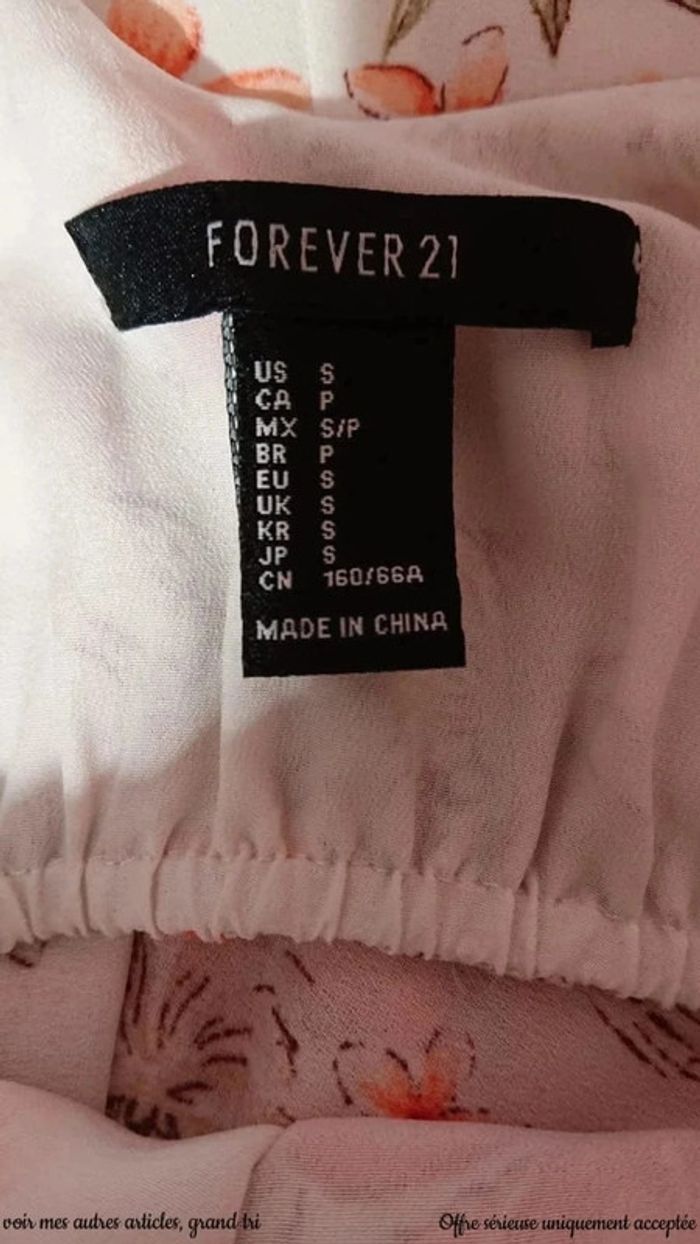 FOREVER 21
US S
CA P
MX S/P
BR P
EU S
UK S
KR S
JP S
CN 160/66A
MADE IN CHINA
voir mes autres articles, grand tri
Offre sérieuse uniquement acceptée